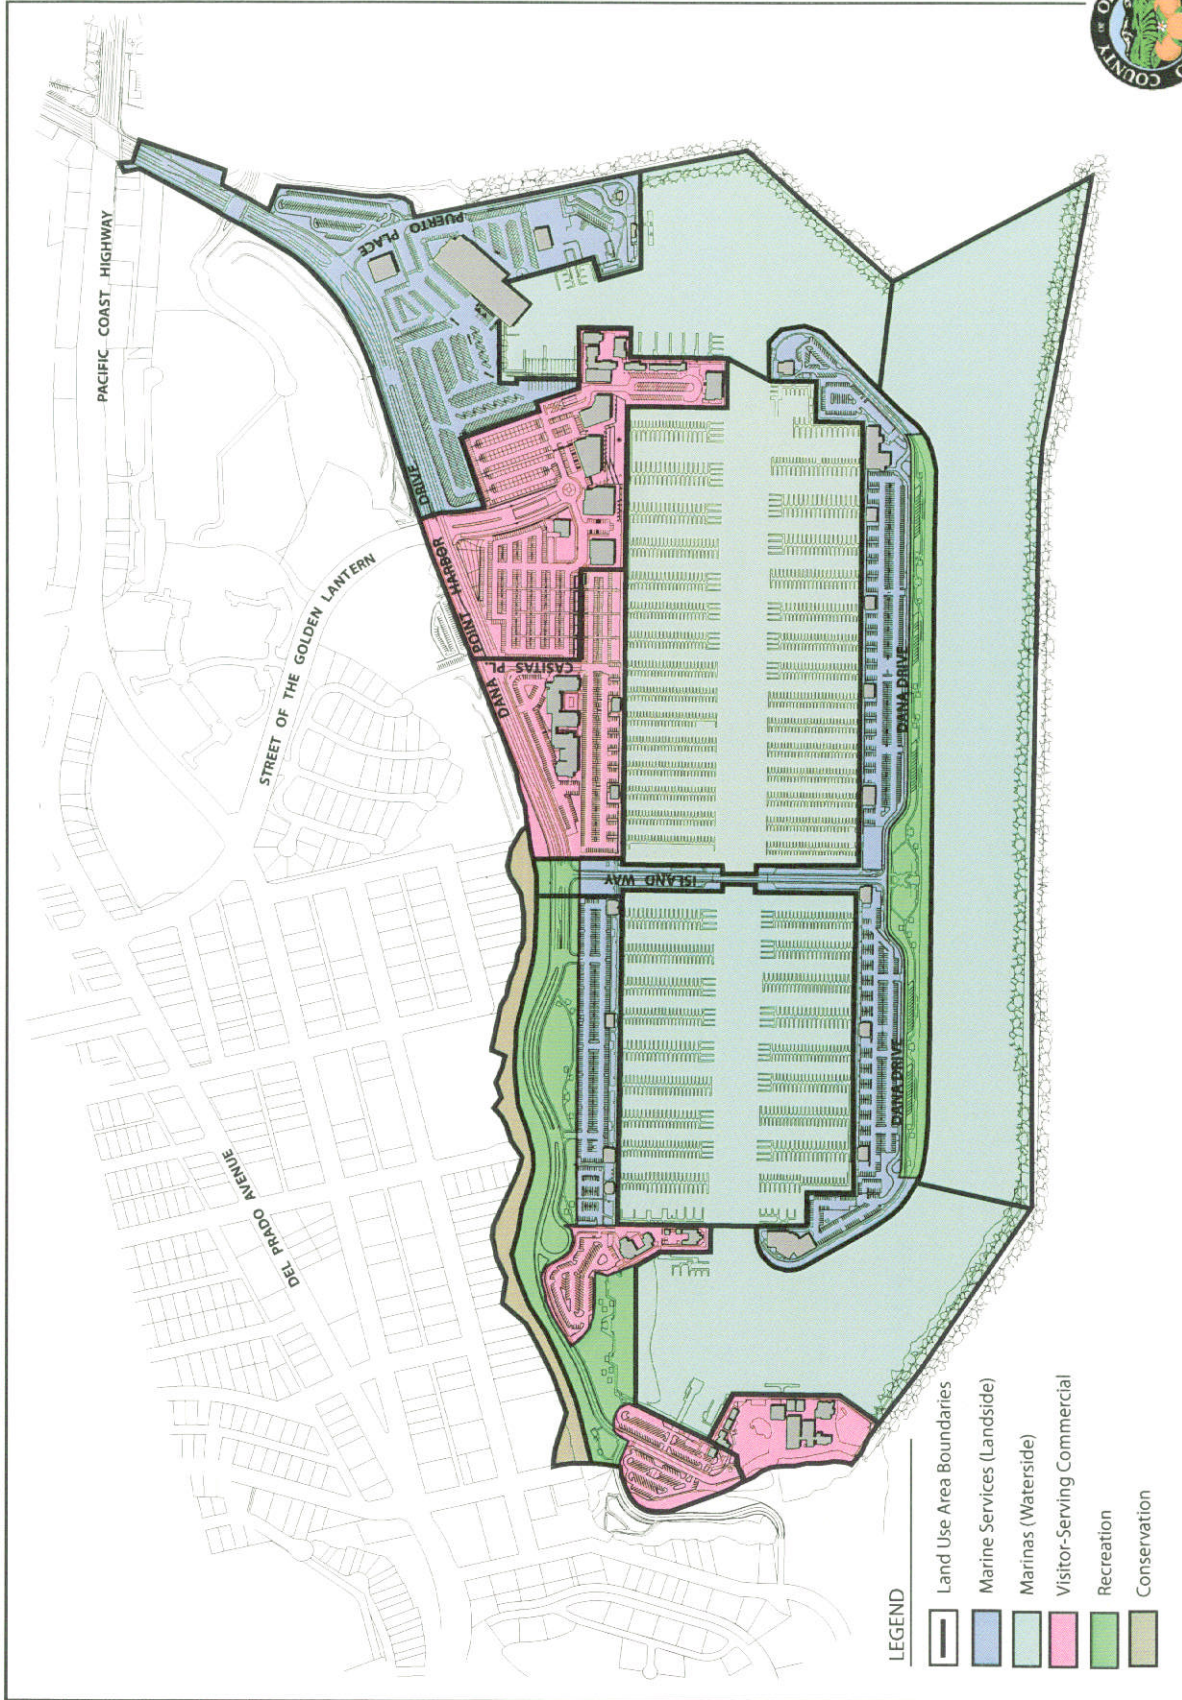 PACIFIC COAST HIGHWAY
PUERTO PLACE
DRIVE
STREET OF THE GOLDEN LANTERN
DANA POINT HARBOR
CASITAS PL.
ISLAND WAY
DANA DRIVE
DANA DRIVE
DEL PRADO AVENUE
LEGEND
Land Use Area Boundaries
Marine Services (Landside)
Marinas (Waterside)
Visitor-Serving Commercial
Recreation
Conservation
COUNTY